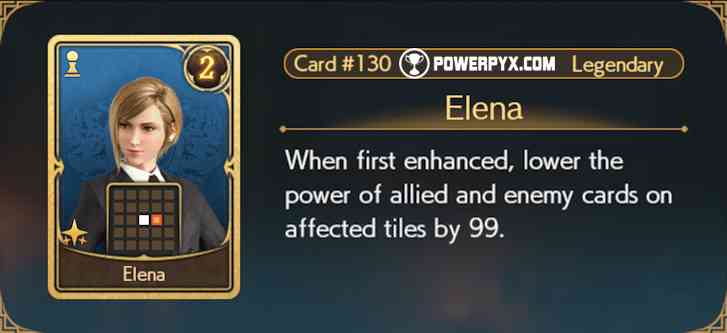 2
Elena
Card #130 POWERPYX.COM Legendary
Elena
When first enhanced, lower the
power of allied and enemy cards on
affected tiles by 99.